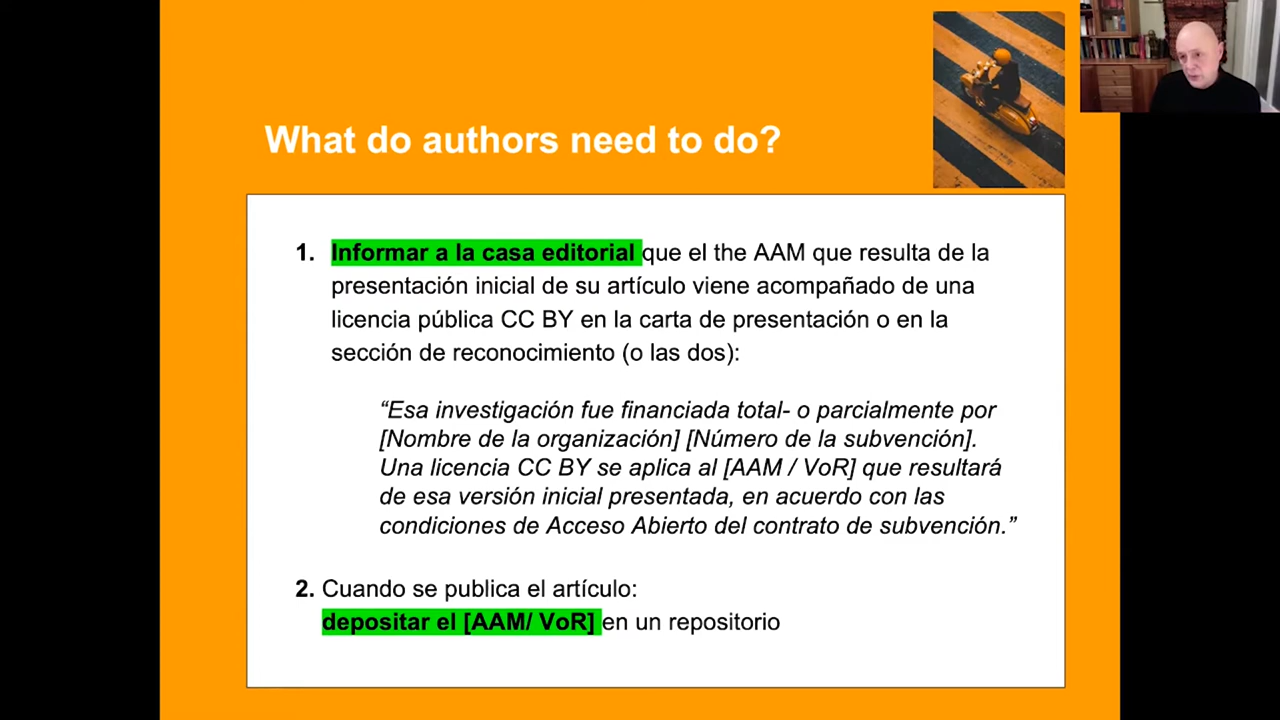 What do authors need to do?
1. Informar a la casa editorial que el the AAM que resulta de la
presentación inicial de su artículo viene acompañado de una
licencia pública CC BY en la carta de presentación o en la
sección de reconocimiento (o las dos):
“Esa investigación fue financiada total- o parcialmente por
[Nombre de la organización] [Número de la subvención].
Una licencia CC BY se aplica al [AAM / VoR] que resultará
de esa versión inicial presentada, en acuerdo con las
condiciones de Acceso Abierto del contrato de subvención.”
2. Cuando se publica el artículo:
depositar el [AAM/ VoR] en un repositorio